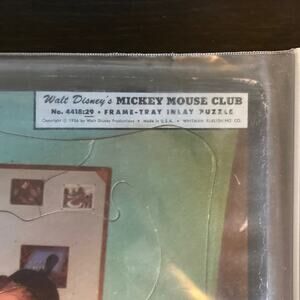 Walt Disney's MICKEY MOUSE CLUB
No. 4418:29 • FRAME-TRAY INLAY PUZZLE
Copyright © 1956 by Walt Disney Productions • Made in U.S.A. • WHITMAN PUBLISHING CO.